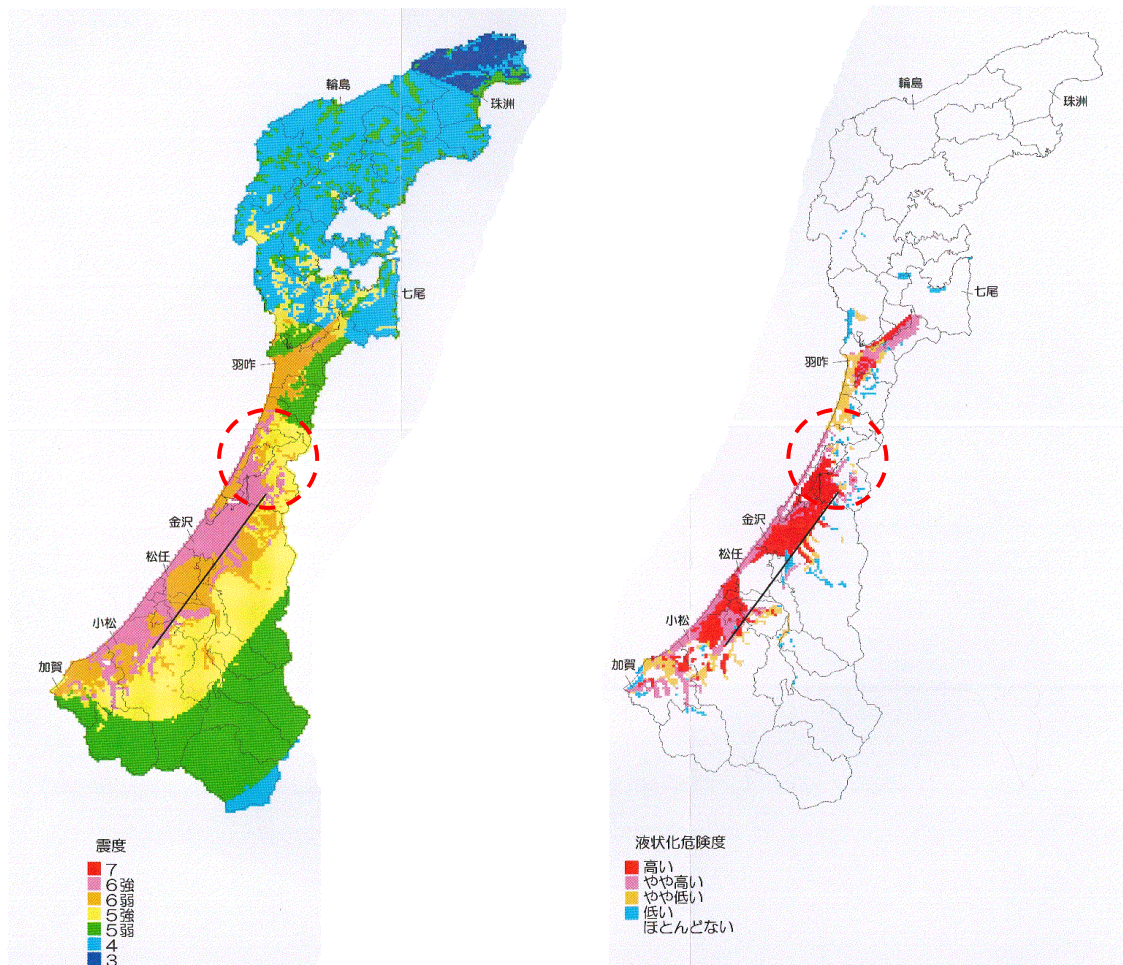 輪島
珠洲
七尾
羽咋
金沢
松任
小松
加賀
震度
7
6強
6弱
5強
5弱
4
3
輪島
珠洲
七尾
羽咋
金沢
松任
小松
加賀
液状化危険度
高い
やや高い
やや低い
低い
ほとんどない